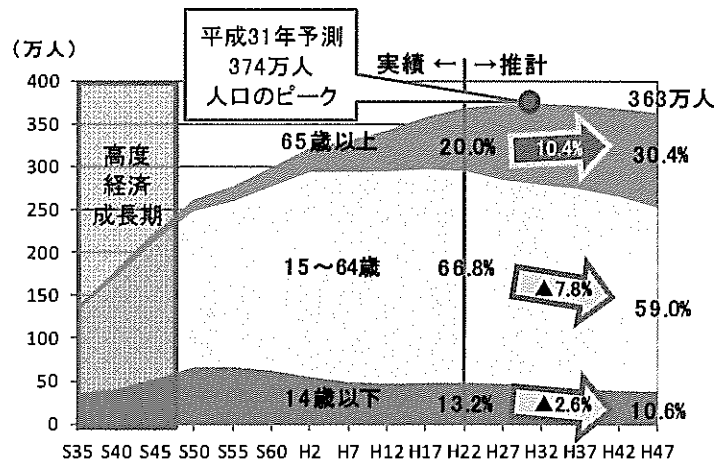 （万人）
平成31年予測
374万人
人口のピーク
実績 ← →推計
363万人
400
350
300
250
200
150
100
50
0
高度
経済
成長期
65歳以上
20.0%
10.4%
30.4%
15～64歳
66.8%
▲7.8%
59.0%
14歳以下
13.2%
▲2.6%
10.6%
S35 S40 S45 S50 S55 S60 H2 H7 H12 H17 H22 H27 H32 H37 H42 H47